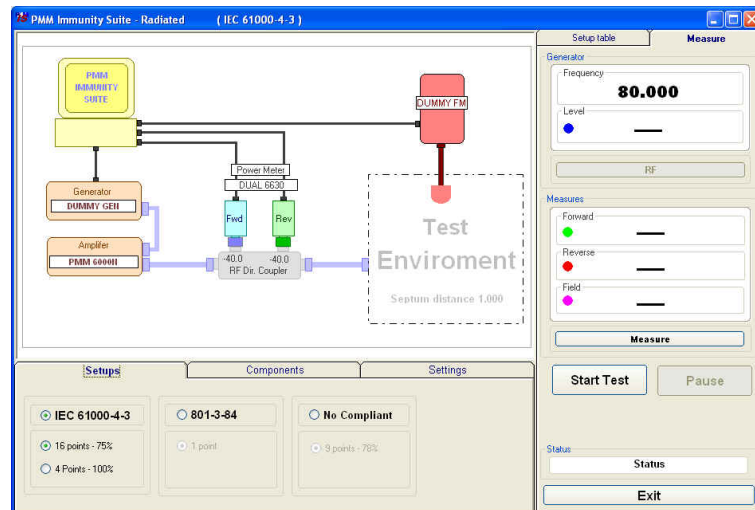 PMM Immunity Suite - Radiated ( IEC 61000-4-3 )
PMM
IMMUNITY
SUITE
DUMMY FM
Power Meter
DUAL 6630
Generator
DUMMY GEN
Fwd
Rev
Amplifer
PMM 6000N
-40.0 -40.0
RF Dir. Coupler
Test
Enviroment
Septum distance 1.000
Setups Components Settings
IEC 61000-4-3
801-3-84
No Compliant
16 points - 75%
1 point
9 points - 78%
4 Points - 100%
Setup table Measure
Generator
Frequency
80.000
Level
RF
Measures
Forward
Reverse
Field
Measure
Start Test Pause
Status
Status
Exit